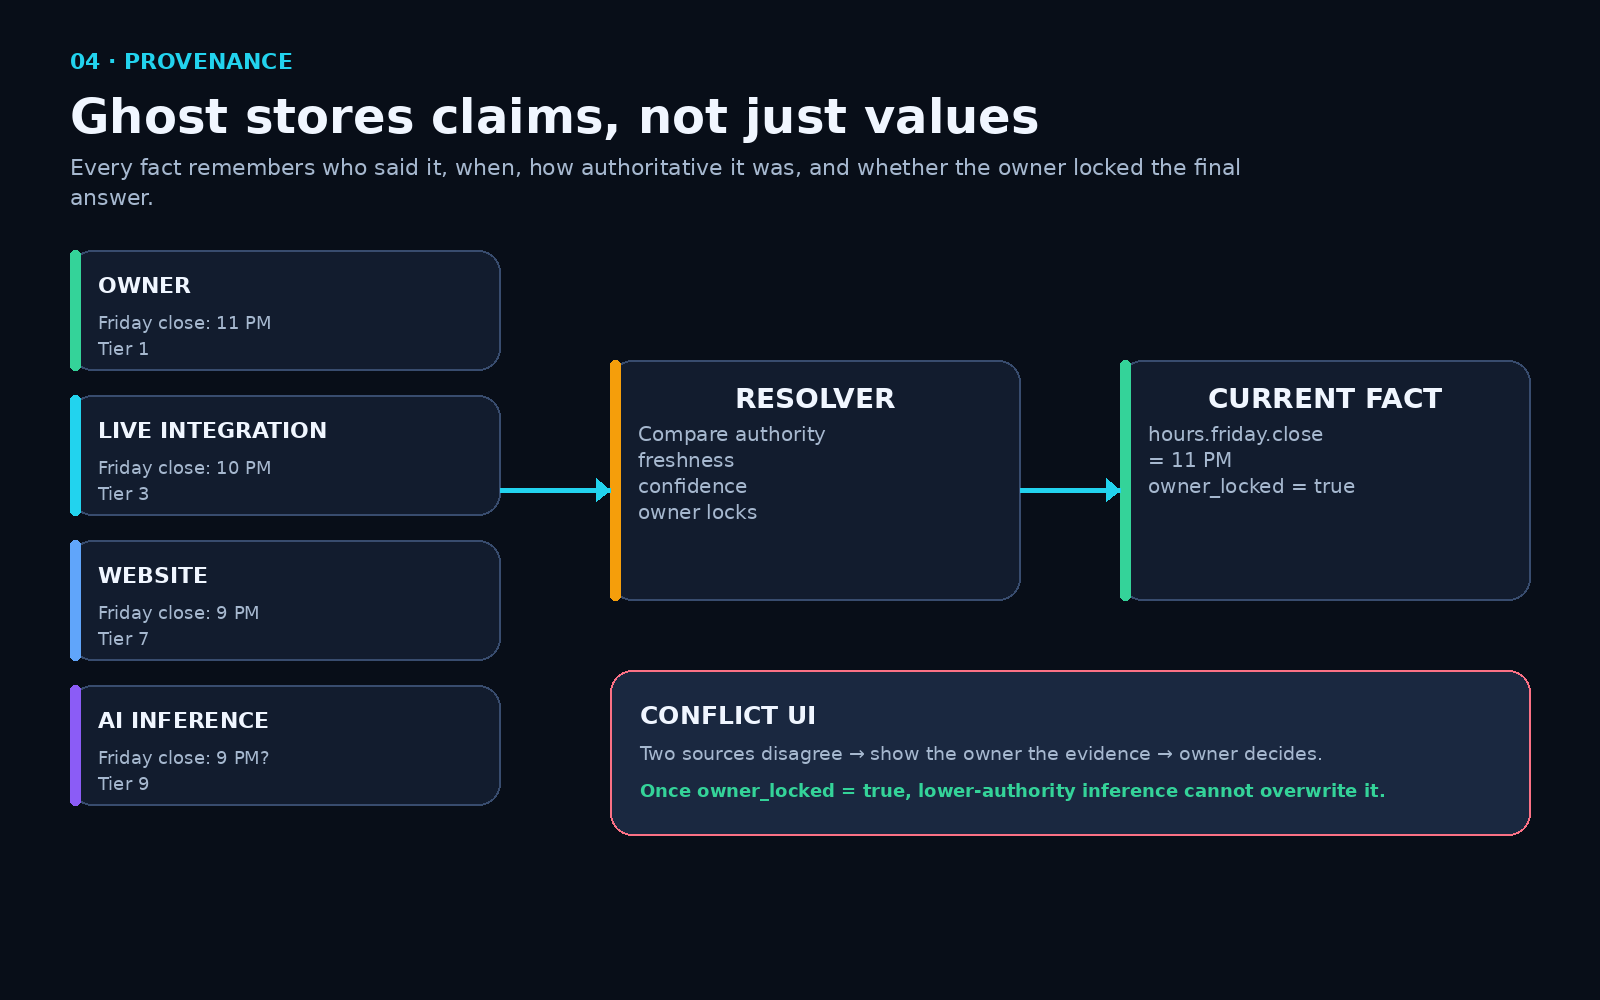 04 · PROVENANCE
Ghost stores claims, not just values
Every fact remembers who said it, when, how authoritative it was, and whether the owner locked the final
answer.
OWNER
Friday close: 11 PM
Tier 1
LIVE INTEGRATION
Friday close: 10 PM
Tier 3
WEBSITE
Friday close: 9 PM
Tier 7
AI INFERENCE
Friday close: 9 PM?
Tier 9
RESOLVER
Compare authority
freshness
confidence
owner locks
CURRENT FACT
hours.friday.close
= 11 PM
owner_locked = true
CONFLICT UI
Two sources disagree → show the owner the evidence → owner decides.
Once owner_locked = true, lower-authority inference cannot overwrite it.